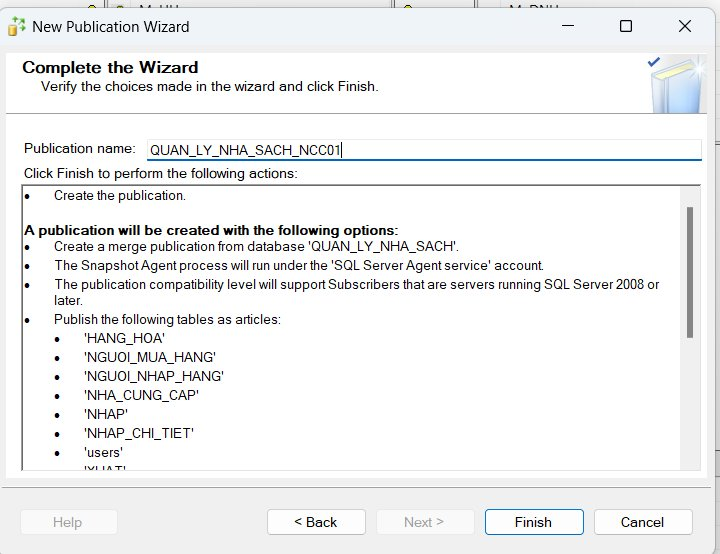 New Publication Wizard
Complete the Wizard
Verify the choices made in the wizard and click Finish.
Publication name: QUAN_LY_NHA_SACH_NCC01
Click Finish to perform the following actions:
• Create the publication.
A publication will be created with the following options:
• Create a merge publication from database 'QUAN_LY_NHA_SACH'.
• The Snapshot Agent process will run under the 'SQL Server Agent service' account.
• The publication compatibility level will support Subscribers that are servers running SQL Server 2008 or
later.
• Publish the following tables as articles:
• 'HANG_HOA'
• 'NGUOI_MUA_HANG'
• 'NGUOI_NHAP_HANG'
• 'NHA_CUNG_CAP'
• 'NHAP'
• 'NHAP_CHI_TIET'
• 'users'
Help
< Back
Next >
Finish
Cancel